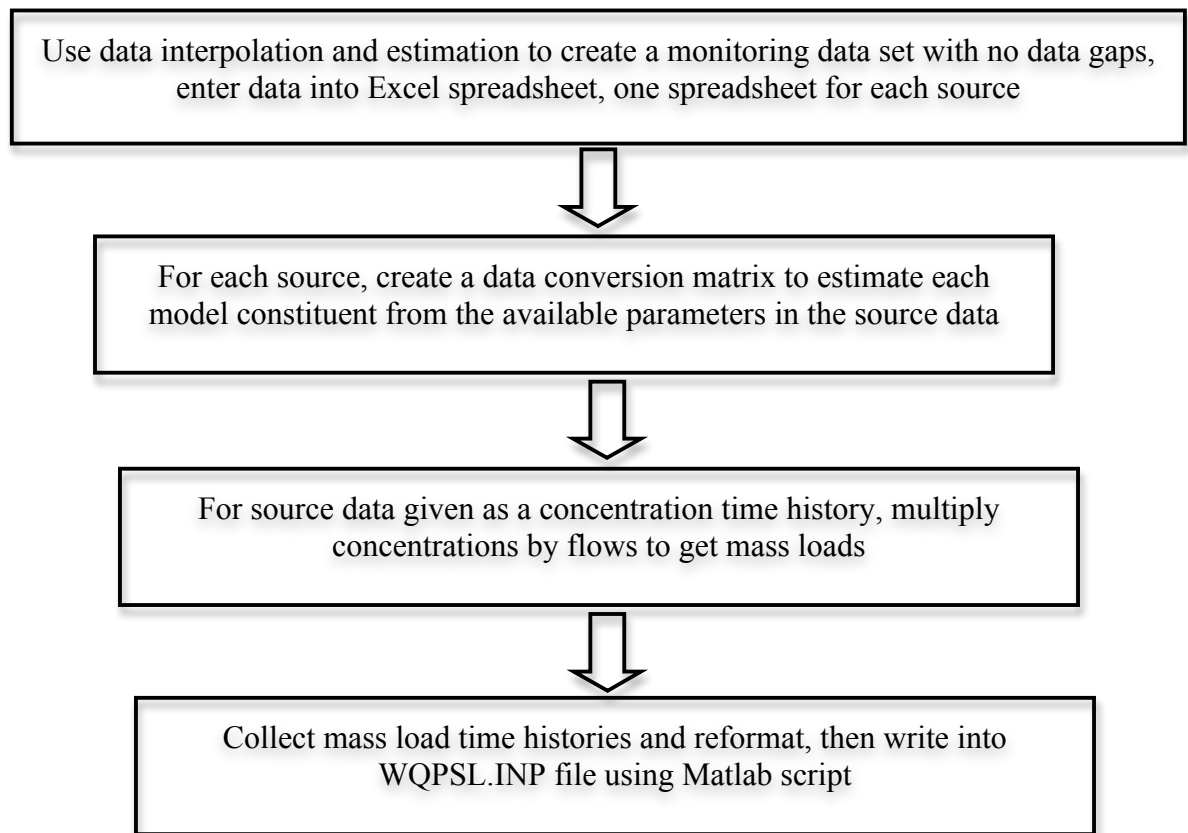 Use data interpolation and estimation to create a monitoring data set with no data gaps,
enter data into Excel spreadsheet, one spreadsheet for each source
For each source, create a data conversion matrix to estimate each
model constituent from the available parameters in the source data
For source data given as a concentration time history, multiply
concentrations by flows to get mass loads
Collect mass load time histories and reformat, then write into
WQPSL.INP file using Matlab script